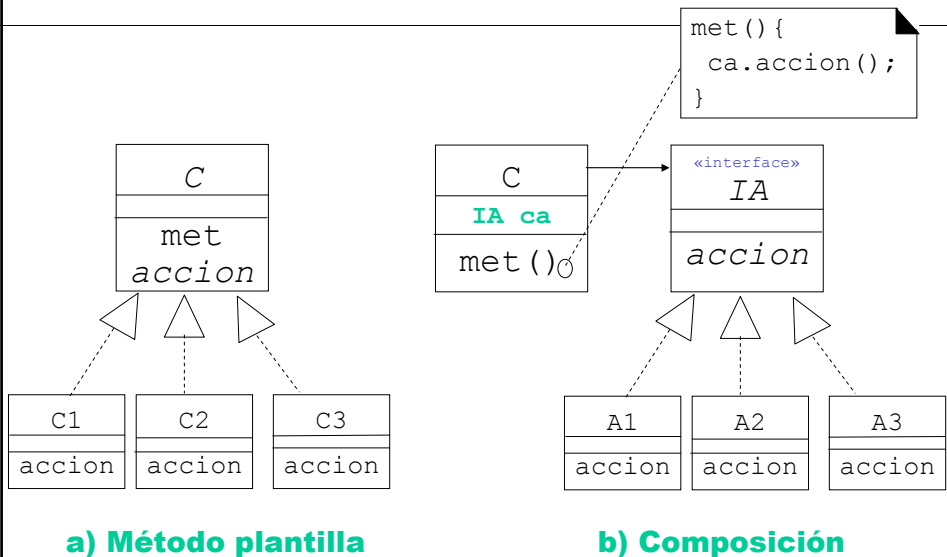 met(){
ca.accion();
}
C
met
accion
C1
accion
C2
accion
C3
accion
a) Método plantilla
C
IA ca
met()
«interface»
IA
accion
A1
accion
A2
accion
A3
accion
b) Composición